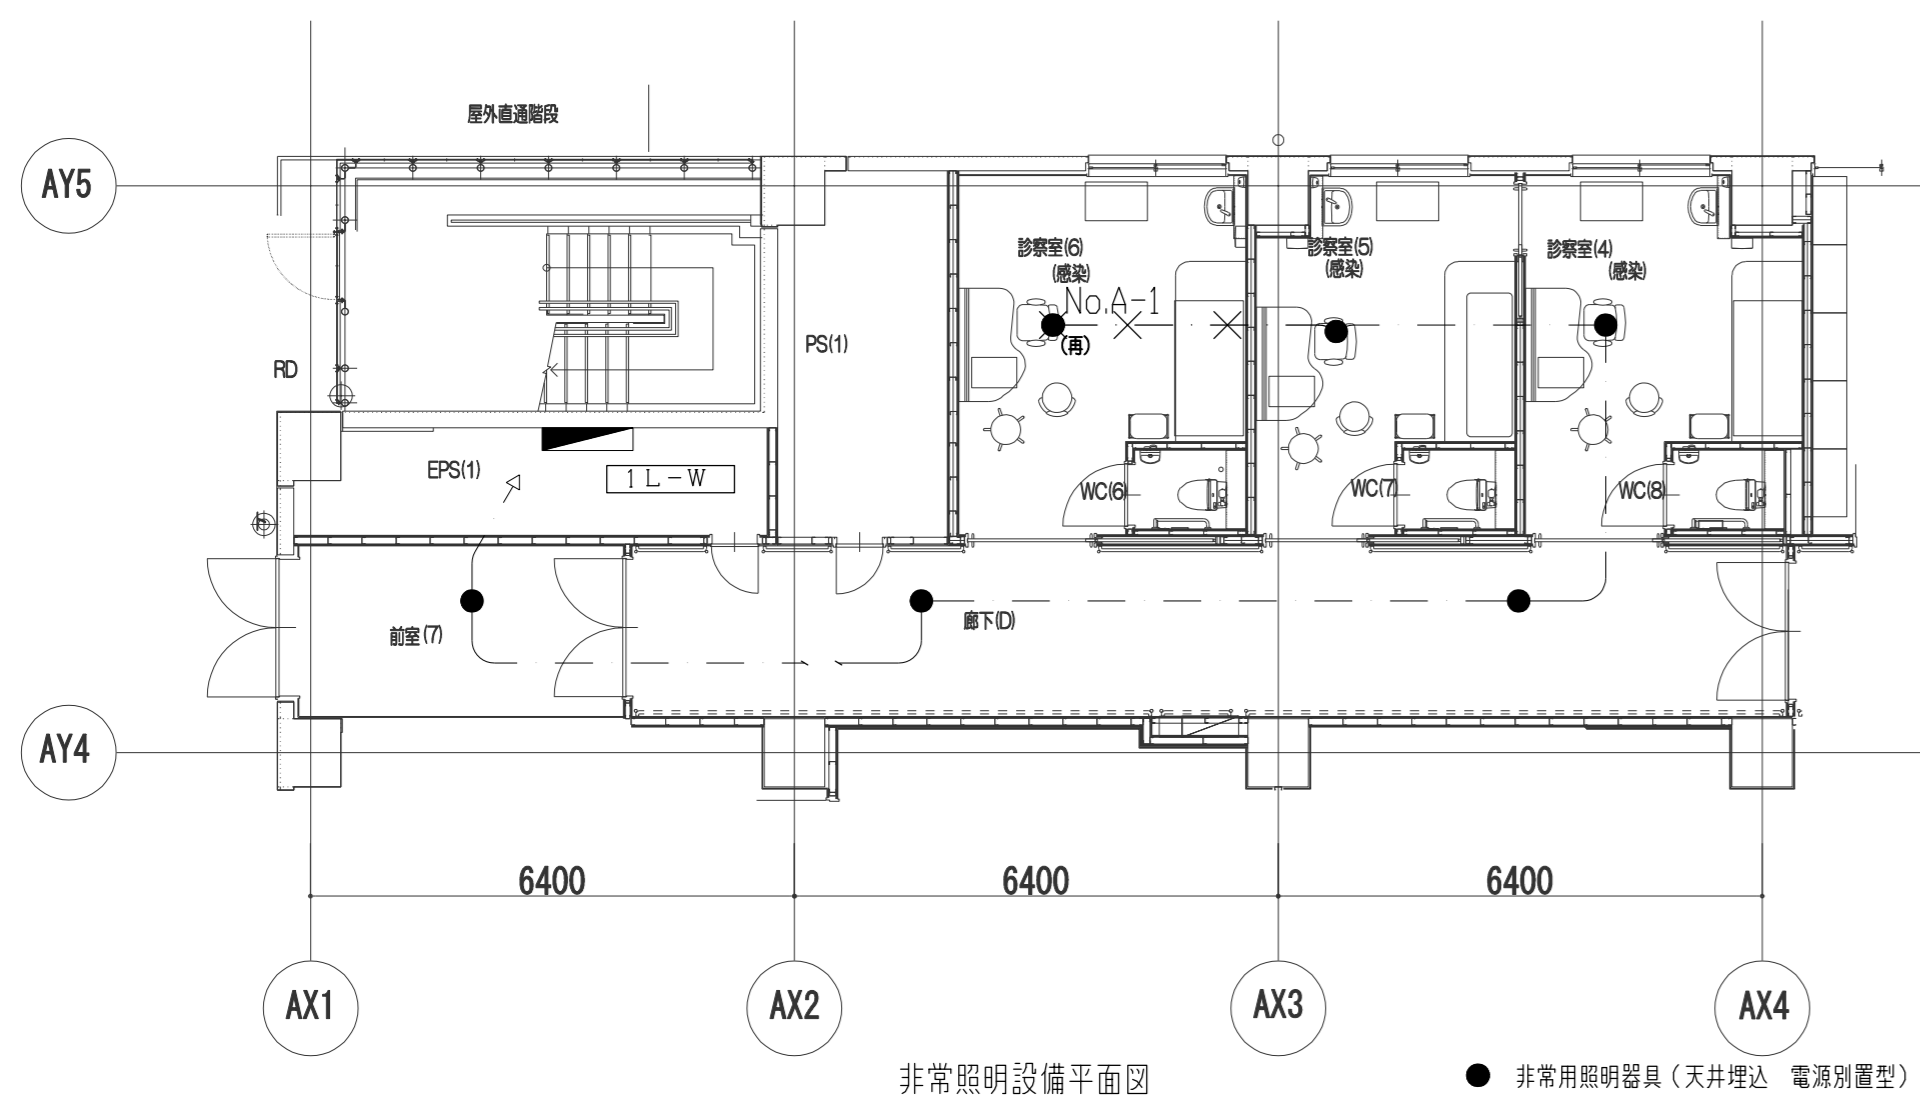 屋外直通階段
AY5
診察室(6)
(感染)
診察室(5)
(感染)
診察室(4)
(感染)
No.A-1
(再)
PS(1)
RD
EPS(1)
1L-W
WC(6)
WC(7)
WC(8)
前室(7)
廊下(D)
AY4
6400
6400
6400
AX1
AX2
AX3
AX4
非常照明設備平面図
● 非常用照明器具(天井埋込 電源別置型)